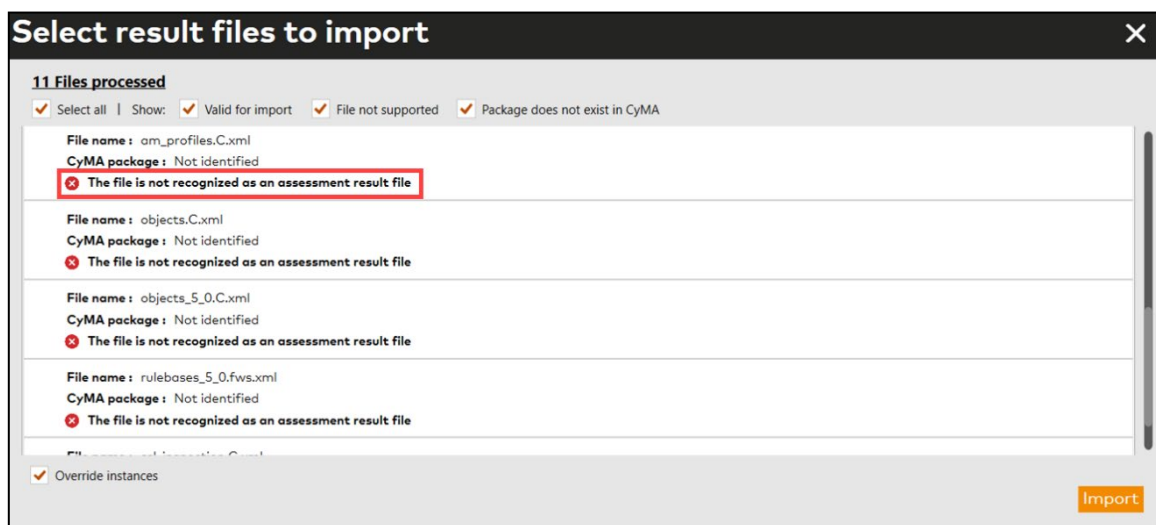 Select result files to import
11 Files processed
Select all | Show: Valid for import File not supported Package does not exist in CyMA
File name : am_profiles.C.xml
CyMA package : Not identified
The file is not recognized as an assessment result file
File name : objects.C.xml
CyMA package : Not identified
The file is not recognized as an assessment result file
File name : objects_5_0.C.xml
CyMA package : Not identified
The file is not recognized as an assessment result file
File name : rulebases_5_0.fws.xml
CyMA package : Not identified
The file is not recognized as an assessment result file
Override instances
Import